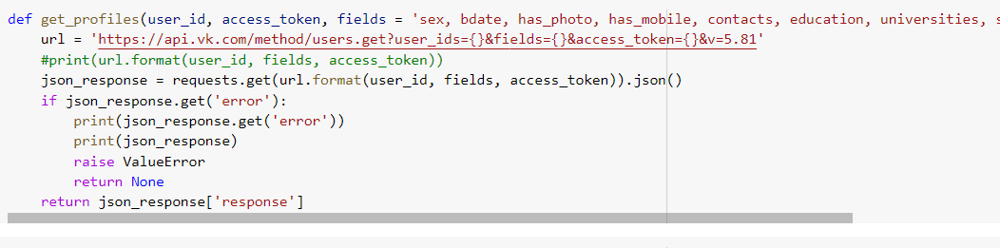 def get_profiles(user_id, access_token, fields = 'sex, bdate, has_photo, has_mobile, contacts, education, universities,
    url = 'https://api.vk.com/method/users.get?user_ids={}&fields={}&access_token={}&v=5.81'
    #print(url.format(user_id, fields, access_token))
    json_response = requests.get(url.format(user_id, fields, access_token)).json()
    if json_response.get('error'):
        print(json_response.get('error'))
        print(json_response)
        raise ValueError
        return None
    return json_response['response']